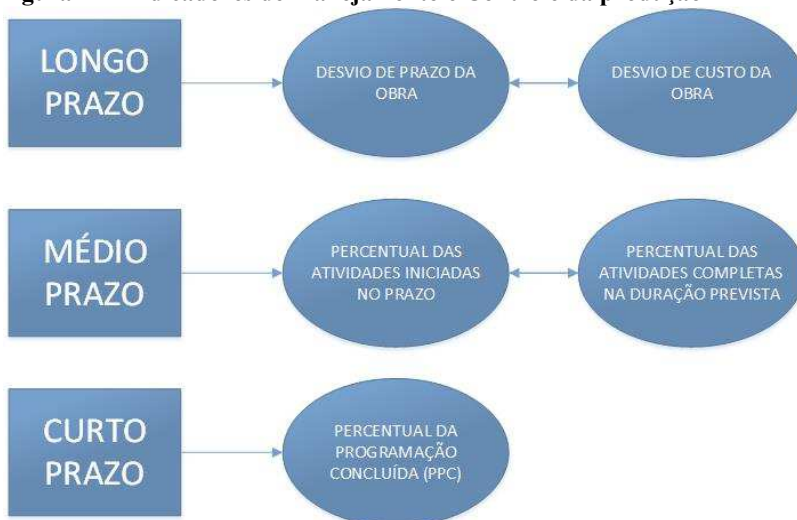 LONGO
PRAZO
DESVIO DE PRAZO DA
OBRA
DESVIO DE CUSTO DA
OBRA
MÉDIO
PRAZO
PERCENTUAL DAS
ATIVIDADES INICIADAS
NO PRAZO
PERCENTUAL DAS
ATIVIDADES COMPLETAS
NA DURAÇÃO PREVISTA
CURTO
PRAZO
PERCENTUAL DA
PROGRAMAÇÃO
CONCLUÍDA (PPC)